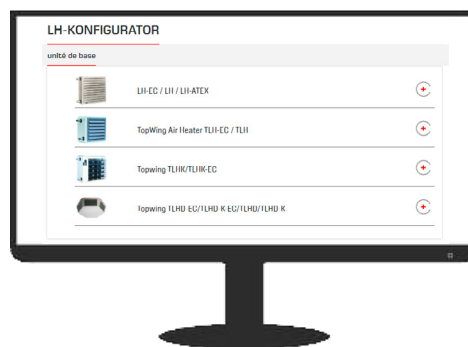 LH-KONFIGURATOR
unité de base
LH-EC / LH / LH-ATEX
TopWing Air Heater TLH-EC / TLH
Topwing TLHK/TLHK-EC
Topwing TLHD-EC/TLHD-K-EC/TLHD/TLHD-K